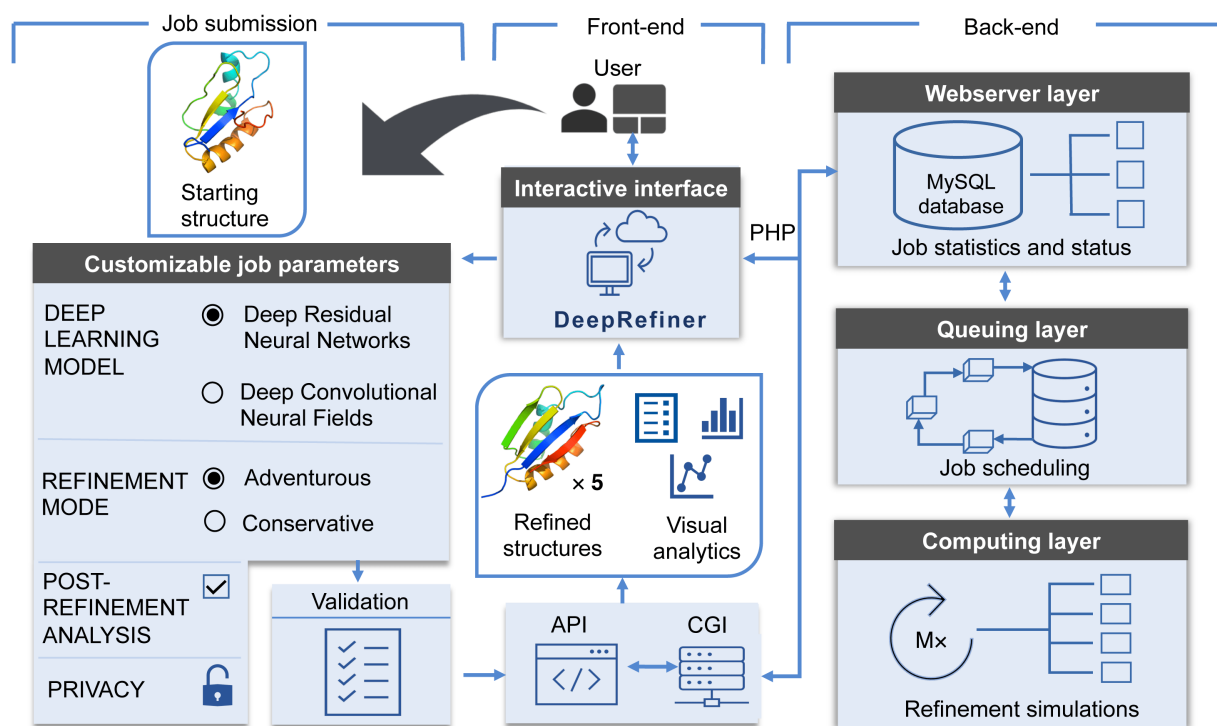 Job submission
Front-end
Back-end
Starting
structure
User
Interactive interface
DeepRefiner
PHP
Customizable job parameters
DEEP
LEARNING
MODEL
Deep Residual
Neural Networks
Deep Convolutional
Neural Fields
REFINEMENT
MODE
Adventurous
Conservative
POST-
REFINEMENT
ANALYSIS
PRIVACY
Validation
× 5
Refined
structures
Visual
analytics
API
</>
CGI
Webserver layer
MySQL
database
Job statistics and status
Queuing layer
Job scheduling
Computing layer
M×
Refinement simulations